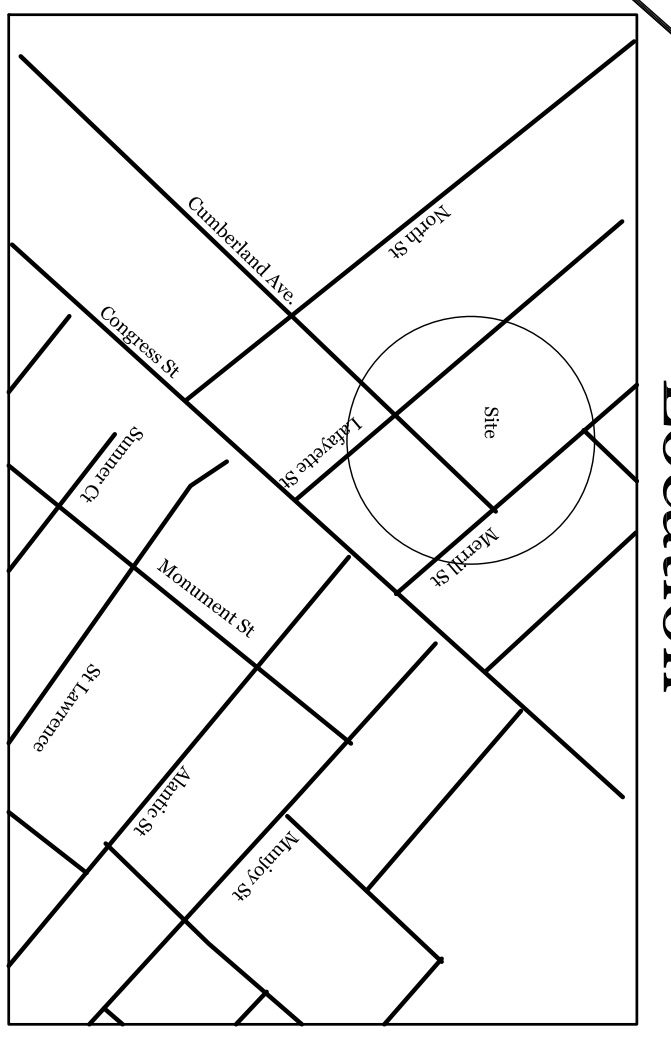 Location
North St
Cumberland Ave.
Congress St
Site
Lafayette St
Sumner Ct
Merrill St
Monument St
St Lawrence
Alantic St
Munjoy St